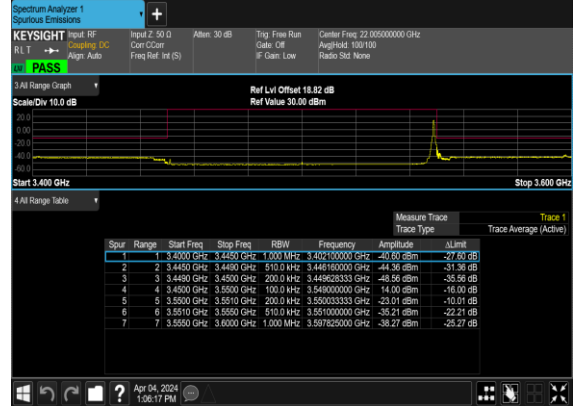 Spectrum Analyzer 1
Spurious Emissions
KEYSIGHT Input: RF Input Z: 50 Ω Atten: 30 dB Trig: Free Run Center Freq: 22.005000000 GHz
RLT Coupling: DC Corr CCorr Gate: Off Avg|Hold: 100/100
Align: Auto Freq Ref: Int (S) IF Gain: Low Radio Std: None
LU PASS
3 All Range Graph
Ref Lvl Offset 18.82 dB
Scale/Div 10.0 dB Ref Value 30.00 dBm
20.0
0.00
-20.0
-40.0
-60.0
Start 3.400 GHz Stop 3.600 GHz
4 All Range Table
Measure Trace Trace 1
Trace Type Trace Average (Active)
Spur Range Start Freq Stop Freq RBW Frequency Amplitude ΔLimit
1 1 3.4000 GHz 3.4450 GHz 1.000 MHz 3.402100000 GHz -40.60 dBm -27.60 dB
2 2 3.4450 GHz 3.4490 GHz 510.0 kHz 3.446160000 GHz -44.36 dBm -31.36 dB
3 3 3.4490 GHz 3.4500 GHz 200.0 kHz 3.449628333 GHz -48.56 dBm -35.56 dB
4 4 3.4500 GHz 3.5500 GHz 100.0 kHz 3.549000000 GHz 14.00 dBm -16.00 dB
5 5 3.5500 GHz 3.5510 GHz 200.0 kHz 3.550033333 GHz -23.01 dBm -10.01 dB
6 6 3.5510 GHz 3.5550 GHz 510.0 kHz 3.551000000 GHz -35.21 dBm -22.21 dB
7 7 3.5550 GHz 3.6000 GHz 1.000 MHz 3.597825000 GHz -38.27 dBm -25.27 dB
Apr 04, 2024
1:06:17 PM